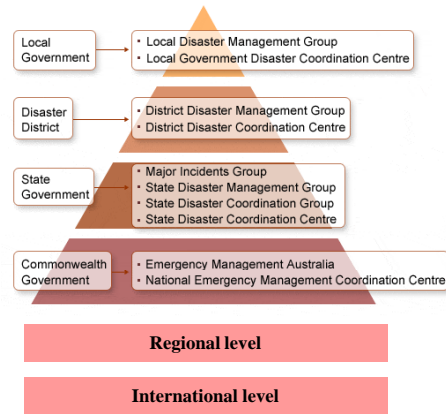 Local
Government
▪ Local Disaster Management Group
▪ Local Government Disaster Coordination Centre
Disaster
District
▪ District Disaster Management Group
▪ District Disaster Coordination Centre
State
Government
▪ Major Incidents Group
▪ State Disaster Management Group
▪ State Disaster Coordination Group
▪ State Disaster Coordination Centre
Commonwealth
Government
▪ Emergency Management Australia
▪ National Emergency Management Coordination Centre
Regional level
International level